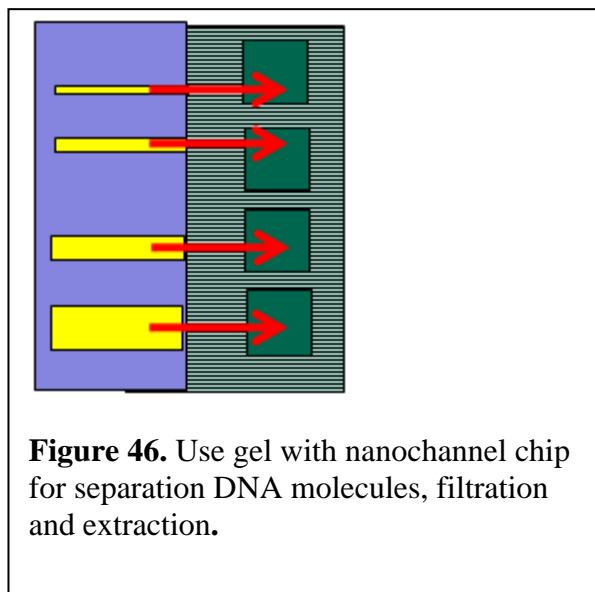 Figure 46. Use gel with nanochannel chip
for separation DNA molecules, filtration
and extraction.